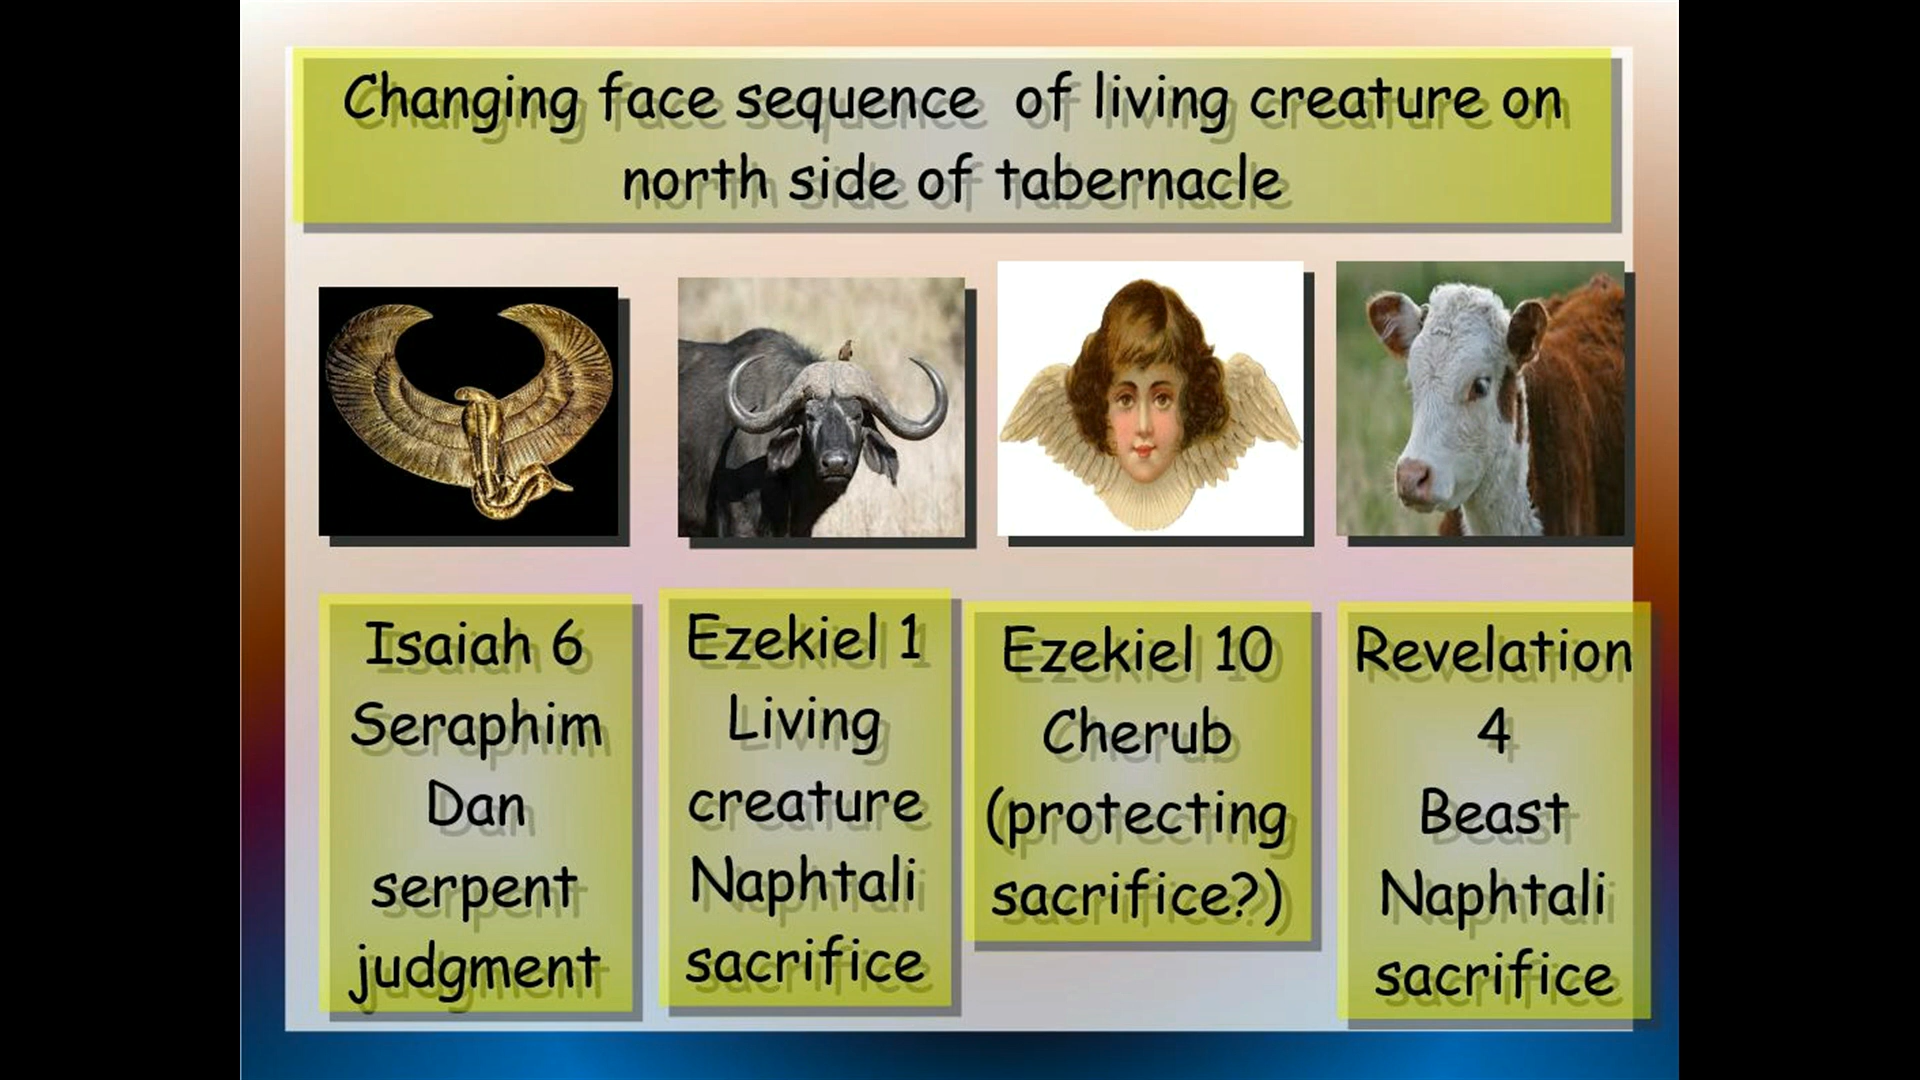 Changing face sequence of living creature on
north side of tabernacle
Isaiah 6
Seraphim
Dan
serpent
judgment
Ezekiel 1
Living
creature
Naphtali
sacrifice
Ezekiel 10
Cherub
(protecting
sacrifice?)
Revelation
4
Beast
Naphtali
sacrifice